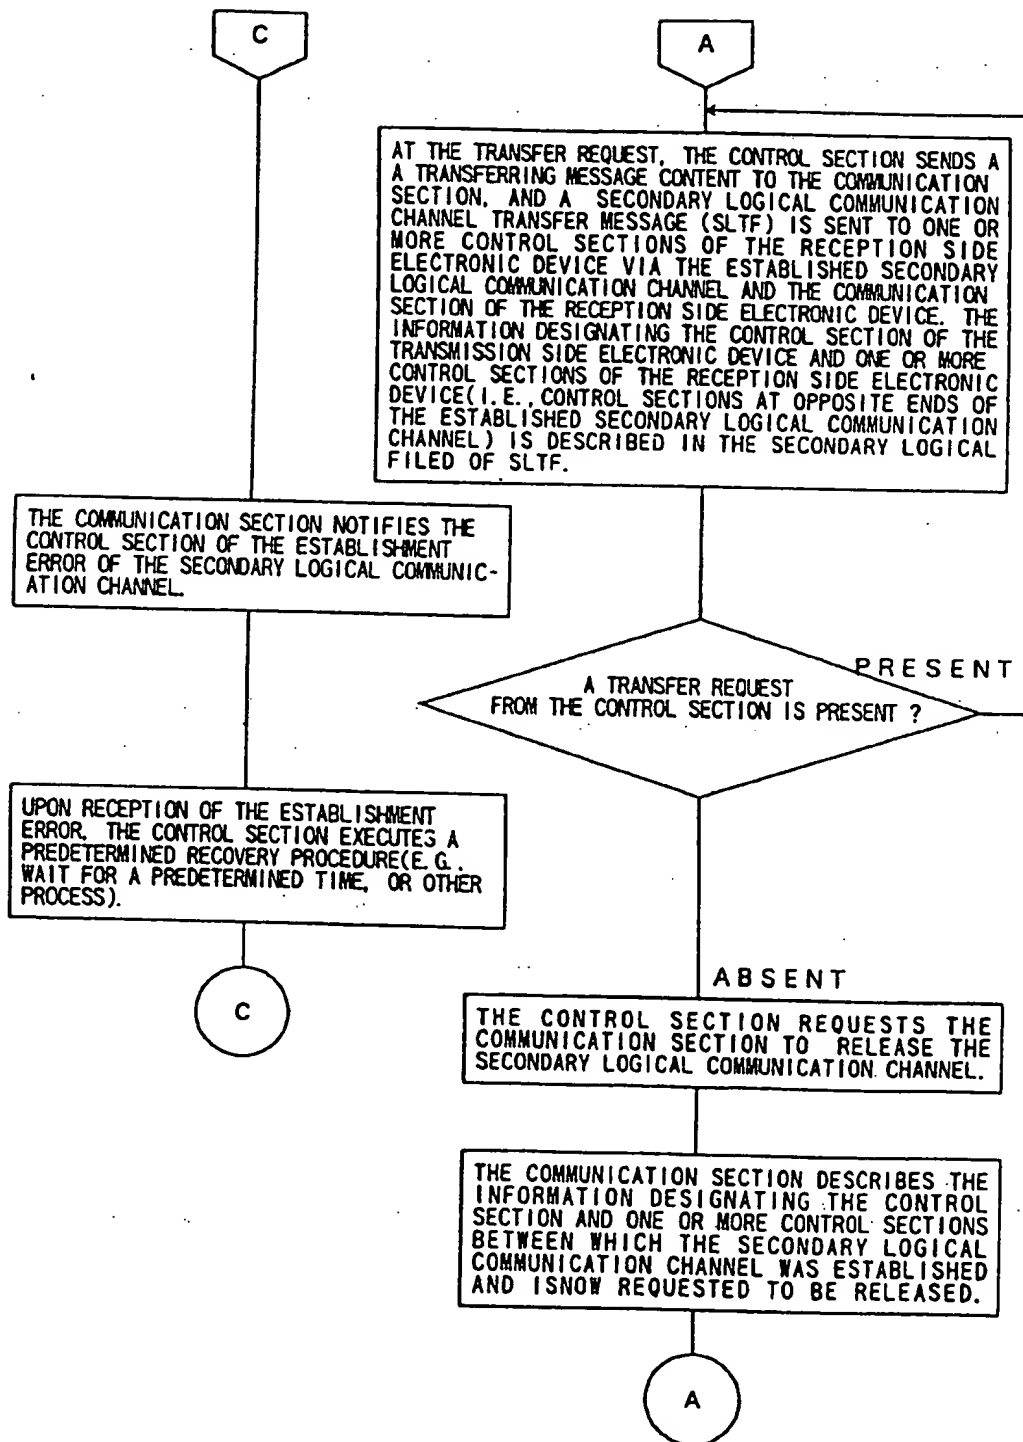 C
THE COMMUNICATION SECTION NOTIFIES THE
CONTROL SECTION OF THE ESTABLISHMENT
ERROR OF THE SECONDARY LOGICAL COMMUNIC-
ATION CHANNEL.
UPON RECEPTION OF THE ESTABLISHMENT
ERROR, THE CONTROL SECTION EXECUTES A
PREDETERMINED RECOVERY PROCEDURE(E.G.,
WAIT FOR A PREDETERMINED TIME, OR OTHER
PROCESS).
C
A
AT THE TRANSFER REQUEST, THE CONTROL SECTION SENDS A
A TRANSFERRING MESSAGE CONTENT TO THE COMMUNICATION
SECTION, AND A SECONDARY LOGICAL COMMUNICATION
CHANNEL TRANSFER MESSAGE (SLTF) IS SENT TO ONE OR
MORE CONTROL SECTIONS OF THE RECEPTION SIDE
ELECTRONIC DEVICE VIA THE ESTABLISHED SECONDARY
LOGICAL COMMUNICATION CHANNEL AND THE COMMUNICATION
SECTION OF THE RECEPTION SIDE ELECTRONIC DEVICE. THE
INFORMATION DESIGNATING THE CONTROL SECTION OF THE
TRANSMISSION SIDE ELECTRONIC DEVICE AND ONE OR MORE
CONTROL SECTIONS OF THE RECEPTION SIDE ELECTRONIC
DEVICE(I.E.,CONTROL SECTIONS AT OPPOSITE ENDS OF
THE ESTABLISHED SECONDARY LOGICAL COMMUNICATION
CHANNEL) IS DESCRIBED IN THE SECONDARY LOGICAL
FILED OF SLTF.
PRESENT
A TRANSFER REQUEST
FROM THE CONTROL SECTION IS PRESENT ?
ABSENT
THE CONTROL SECTION REQUESTS THE
COMMUNICATION SECTION TO RELEASE THE
SECONDARY LOGICAL COMMUNICATION CHANNEL.
THE COMMUNICATION SECTION DESCRIBES THE
INFORMATION DESIGNATING THE CONTROL
SECTION AND ONE OR MORE CONTROL SECTIONS
BETWEEN WHICH THE SECONDARY LOGICAL
COMMUNICATION CHANNEL WAS ESTABLISHED
AND ISNOW REQUESTED TO BE RELEASED.
A